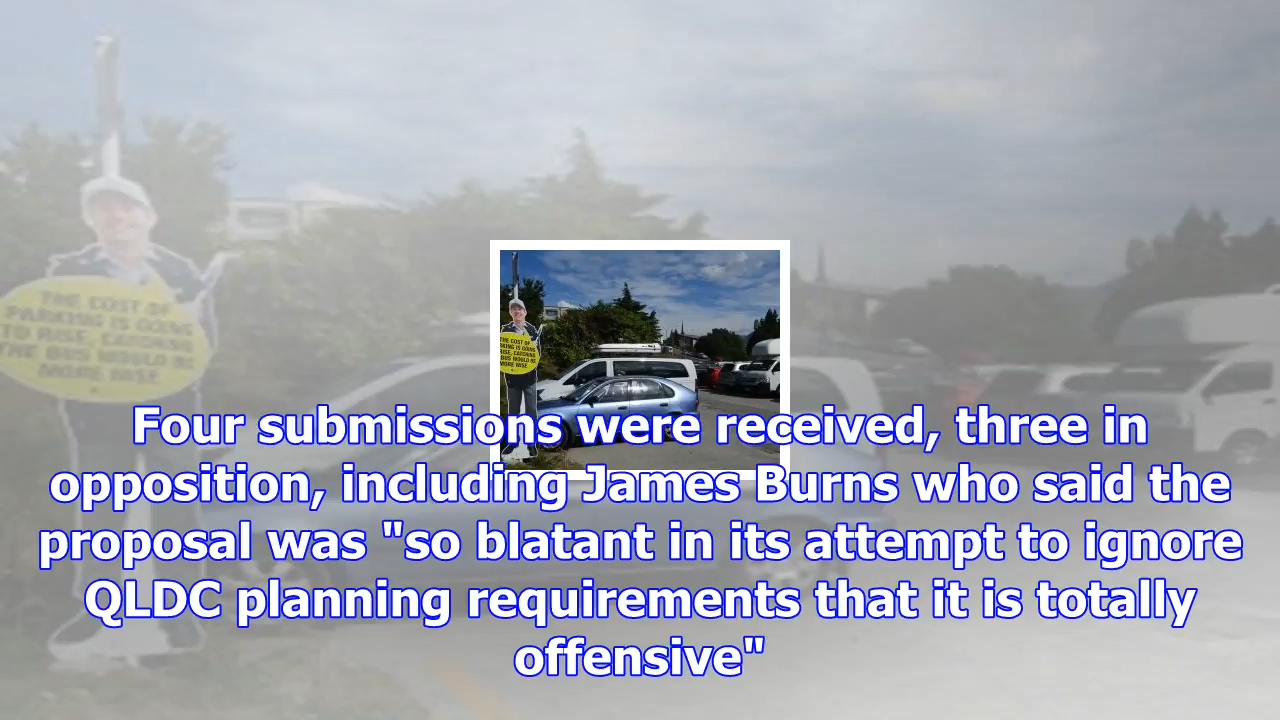 THE COST OF
PARKING IS GOING
TO RISE, CATCHING
THE BUS WOULD BE
MORE WISE
Four submissions were received, three in
opposition, including James Burns who said the
proposal was "so blatant in its attempt to ignore
QLDC planning requirements that it is totally
offensive"